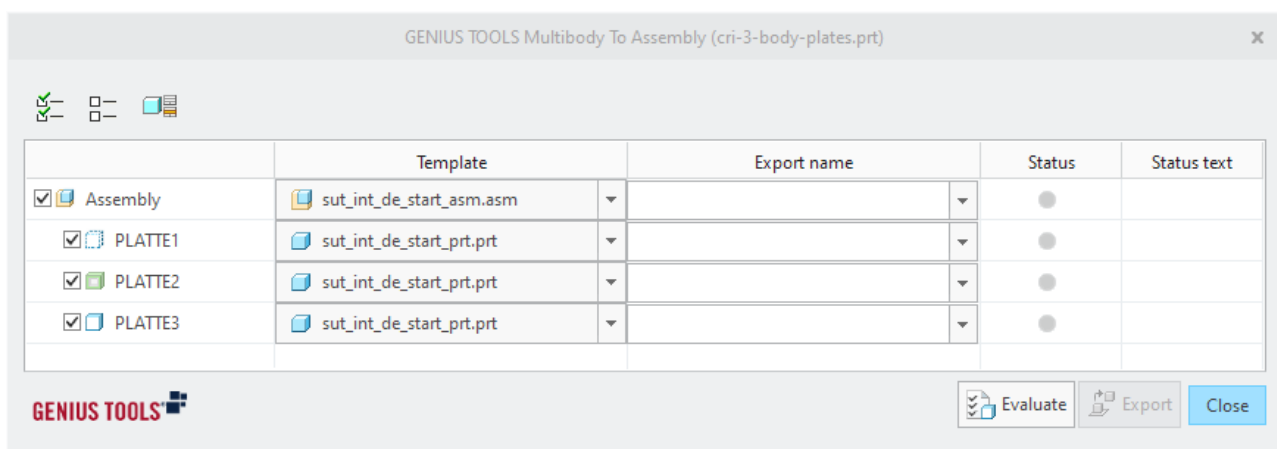 GENIUS TOOLS Multibody To Assembly (cri-3-body-plates.prt)
Template Export name Status Status text
Assembly sut_int_de_start_asm.asm
PLATTE1 sut_int_de_start_prt.prt
PLATTE2 sut_int_de_start_prt.prt
PLATTE3 sut_int_de_start_prt.prt
GENIUS TOOLS Evaluate Export Close